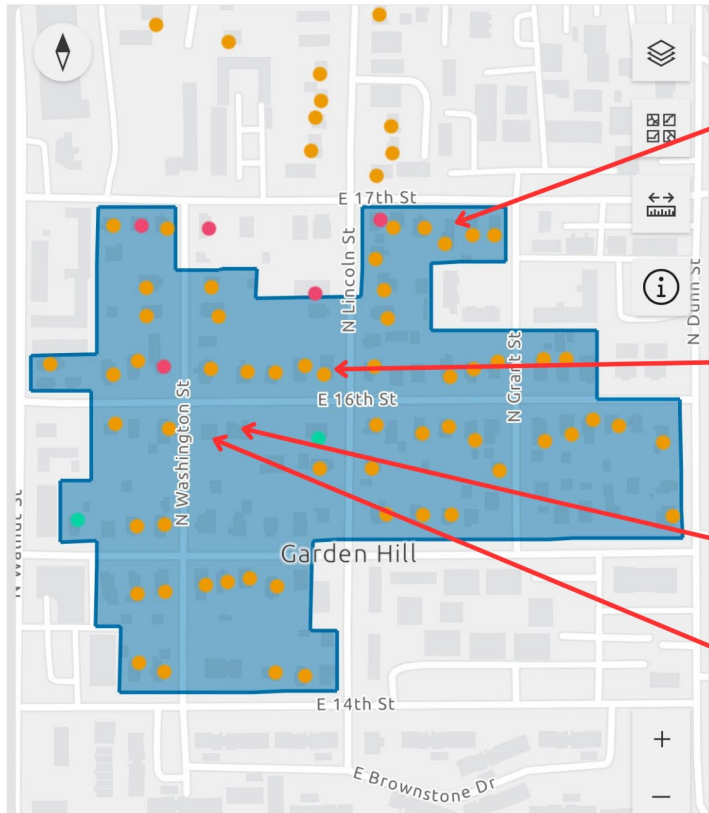 E 17th St
N Lincoln St
N Dunn St
N Grant St
E 16th St
N Washington St
Garden Hill
E 14th St
E Brownstone Dr
+
−